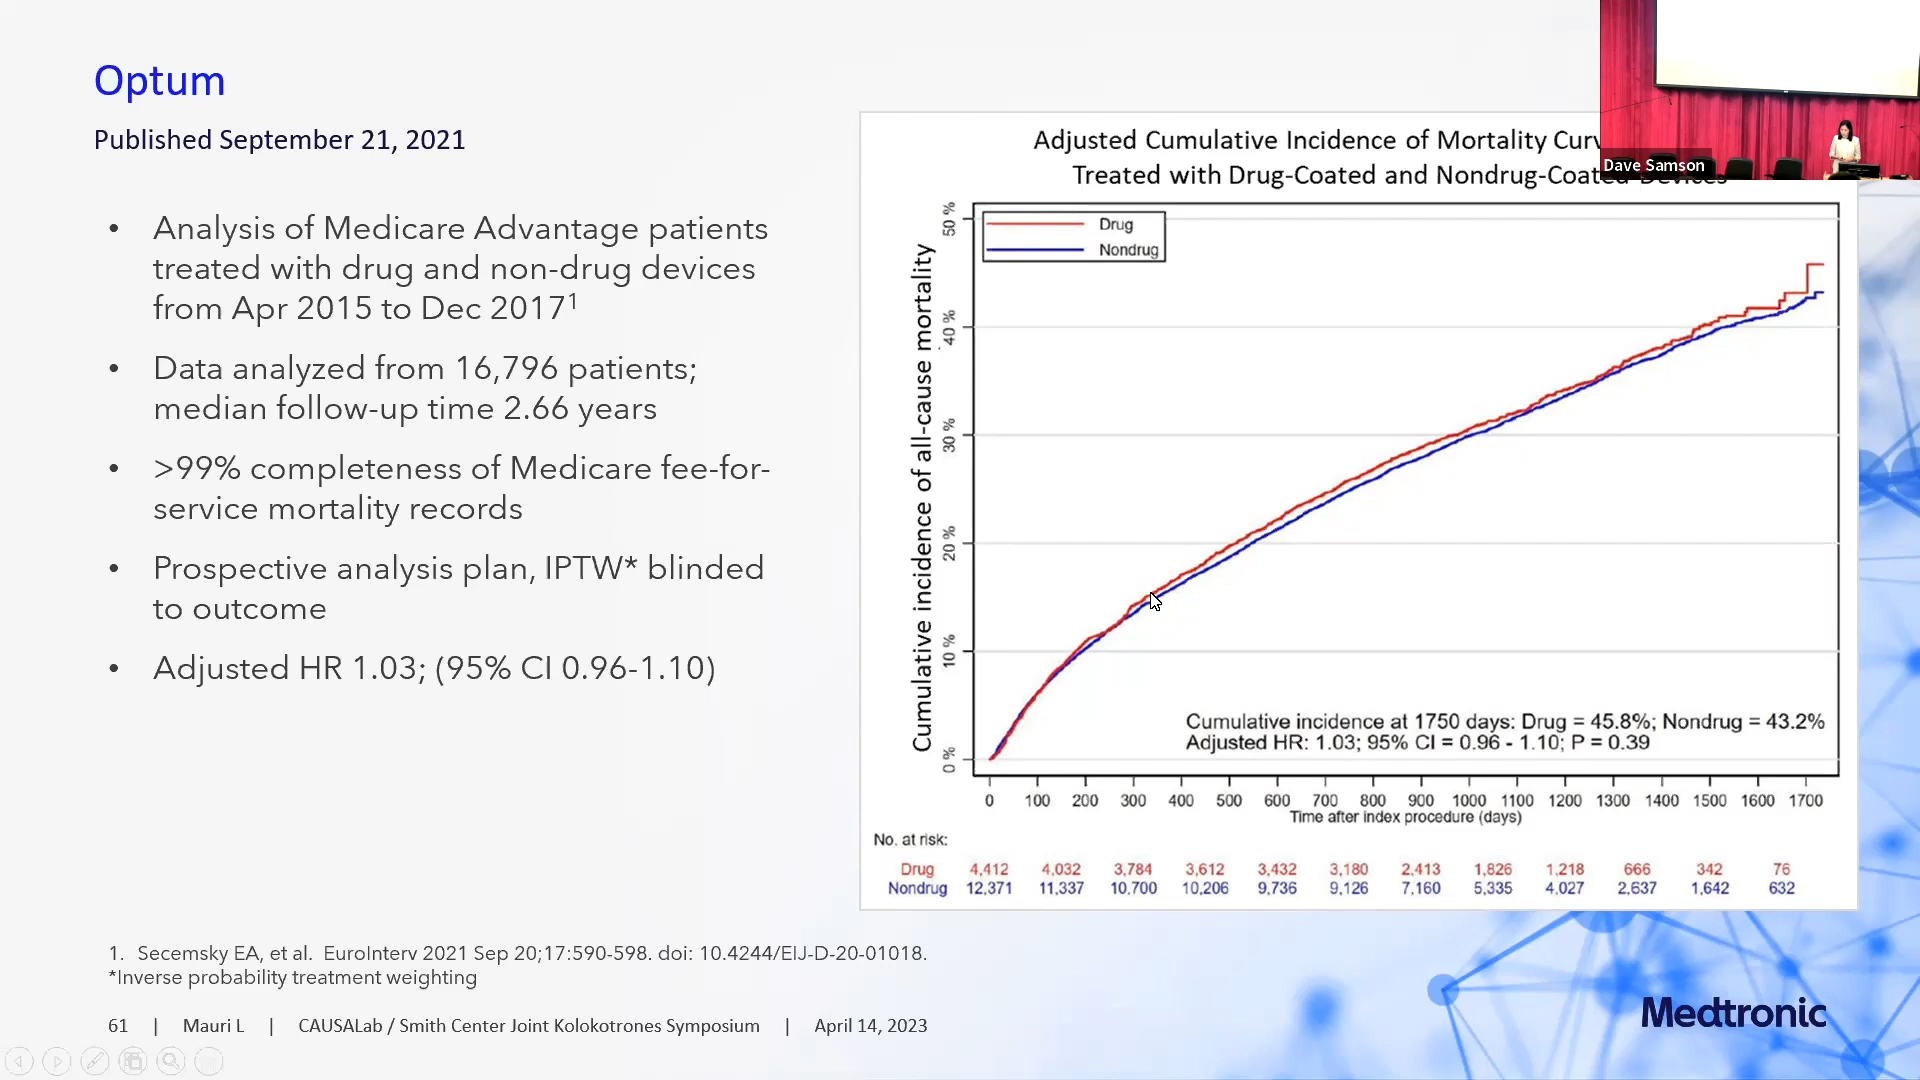 Optum
Published September 21, 2021
• Analysis of Medicare Advantage patients
treated with drug and non-drug devices
from Apr 2015 to Dec 2017¹
• Data analyzed from 16,796 patients;
median follow-up time 2.66 years
• >99% completeness of Medicare fee-for-
service mortality records
• Prospective analysis plan, IPTW* blinded
to outcome
• Adjusted HR 1.03; (95% CI 0.96-1.10)
Adjusted Cumulative Incidence of Mortality
Treated with Drug-Coated and Nondrug-Coated Devices
Dave Samson
Drug
Nondrug
Cumulative incidence of all-cause mortality
50 %
40 %
30 %
20 %
10 %
0 %
Cumulative incidence at 1750 days: Drug = 45.8%; Nondrug = 43.2%
Adjusted HR: 1.03; 95% CI = 0.96 - 1.10; P = 0.39
0 100 200 300 400 500 600 700 800 900 1000 1100 1200 1300 1400 1500 1600 1700
Time after index procedure (days)
No. at risk:
Drug 4,412 4,032 3,784 3,612 3,432 3,180 2,413 1,826 1,218 666 342 76
Nondrug 12,371 11,337 10,700 10,206 9,736 9,126 7,160 5,335 4,027 2,637 1,642 632
1. Secemsky EA, et al. EuroInterv 2021 Sep 20;17:590-598. doi: 10.4244/EIJ-D-20-01018.
*Inverse probability treatment weighting
61 | Mauri L | CAUSALab / Smith Center Joint Kolokotrones Symposium | April 14, 2023
Medtronic